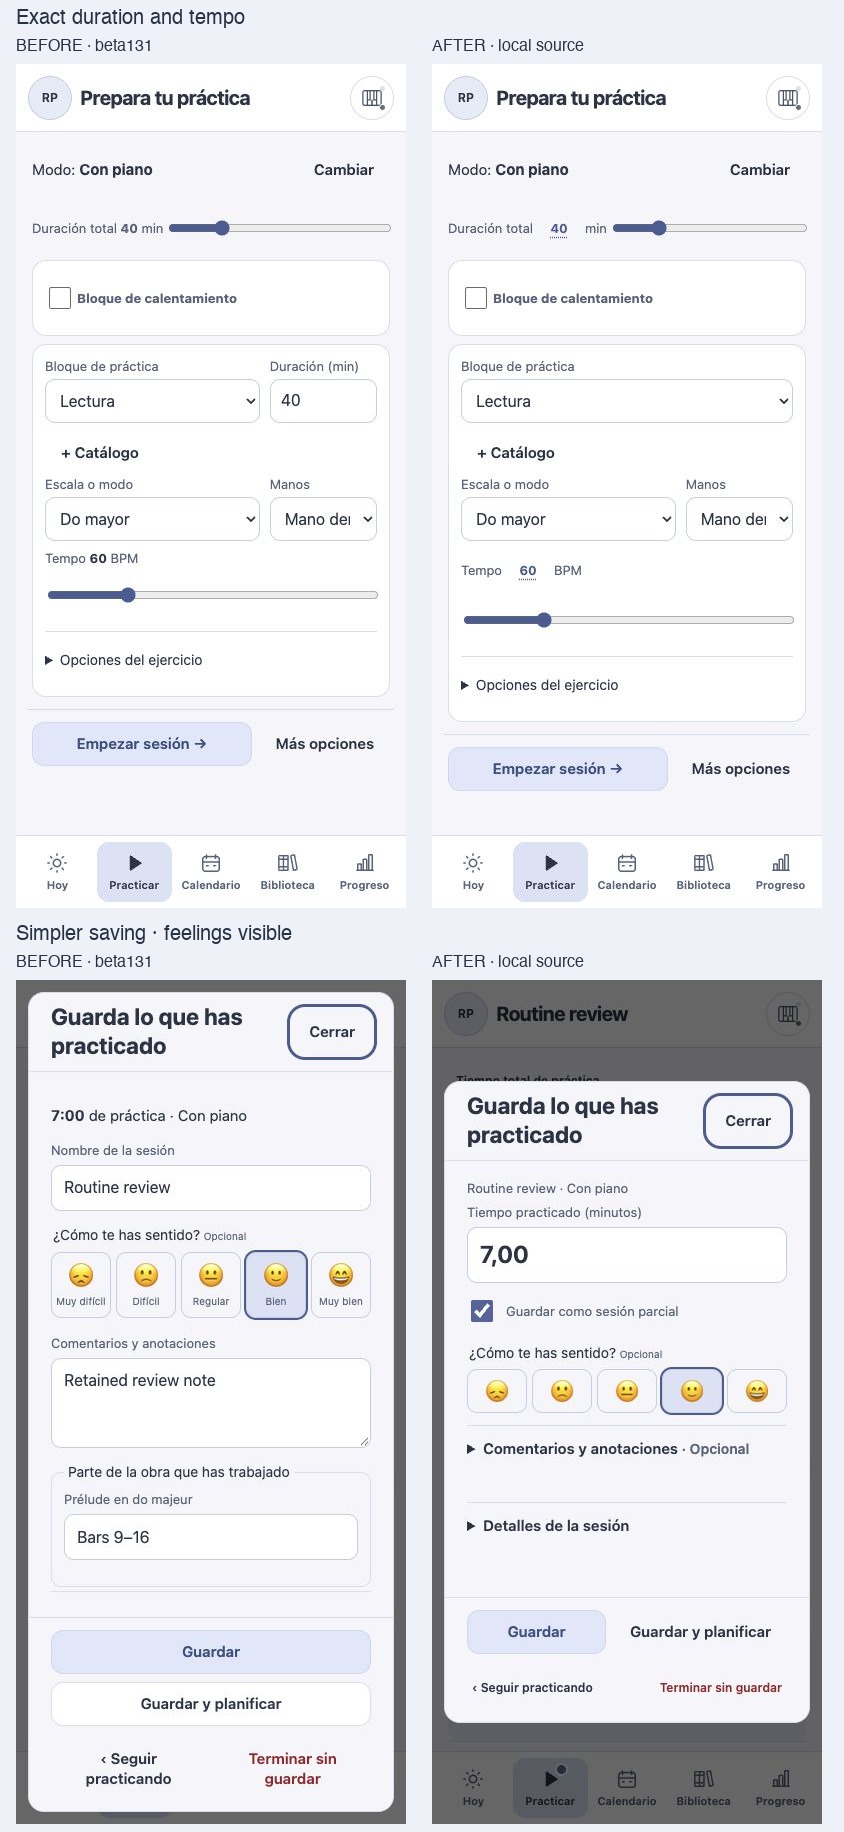 Exact duration and tempo
BEFORE · beta131
RP
Prepara tu práctica
Modo: Con piano
Cambiar
Duración total 40 min
Bloque de calentamiento
Bloque de práctica
Duración (min)
Lectura
40
+ Catálogo
Escala o modo
Manos
Do mayor
Mano der
Tempo 60 BPM
Opciones del ejercicio
Empezar sesión →
Más opciones
Hoy
Practicar
Calendario
Biblioteca
Progreso
AFTER · local source
RP
Prepara tu práctica
Modo: Con piano
Cambiar
Duración total 40 min
Bloque de calentamiento
Bloque de práctica
Lectura
+ Catálogo
Escala o modo
Manos
Do mayor
Mano der
Tempo 60 BPM
Opciones del ejercicio
Empezar sesión →
Más opciones
Hoy
Practicar
Calendario
Biblioteca
Progreso
Simpler saving · feelings visible
BEFORE · beta131
Guarda lo que has
practicado
Cerrar
7:00 de práctica · Con piano
Nombre de la sesión
Routine review
¿Cómo te has sentido? Opcional
Muy difícil
Difícil
Regular
Bien
Muy bien
Comentarios y anotaciones
Retained review note
Parte de la obra que has trabajado
Prélude en do majeur
Bars 9–16
Guardar
Guardar y planificar
‹ Seguir
practicando
Terminar sin
guardar
AFTER · local source
RP
Routine review
Tiempo total de práctica
Guarda lo que has
practicado
Cerrar
Routine review · Con piano
Tiempo practicado (minutos)
7,00
Guardar como sesión parcial
¿Cómo te has sentido? Opcional
Comentarios y anotaciones · Opcional
Detalles de la sesión
Guardar
Guardar y planificar
‹ Seguir practicando
Terminar sin guardar
Hoy
Practicar
Calendario
Biblioteca
Progreso